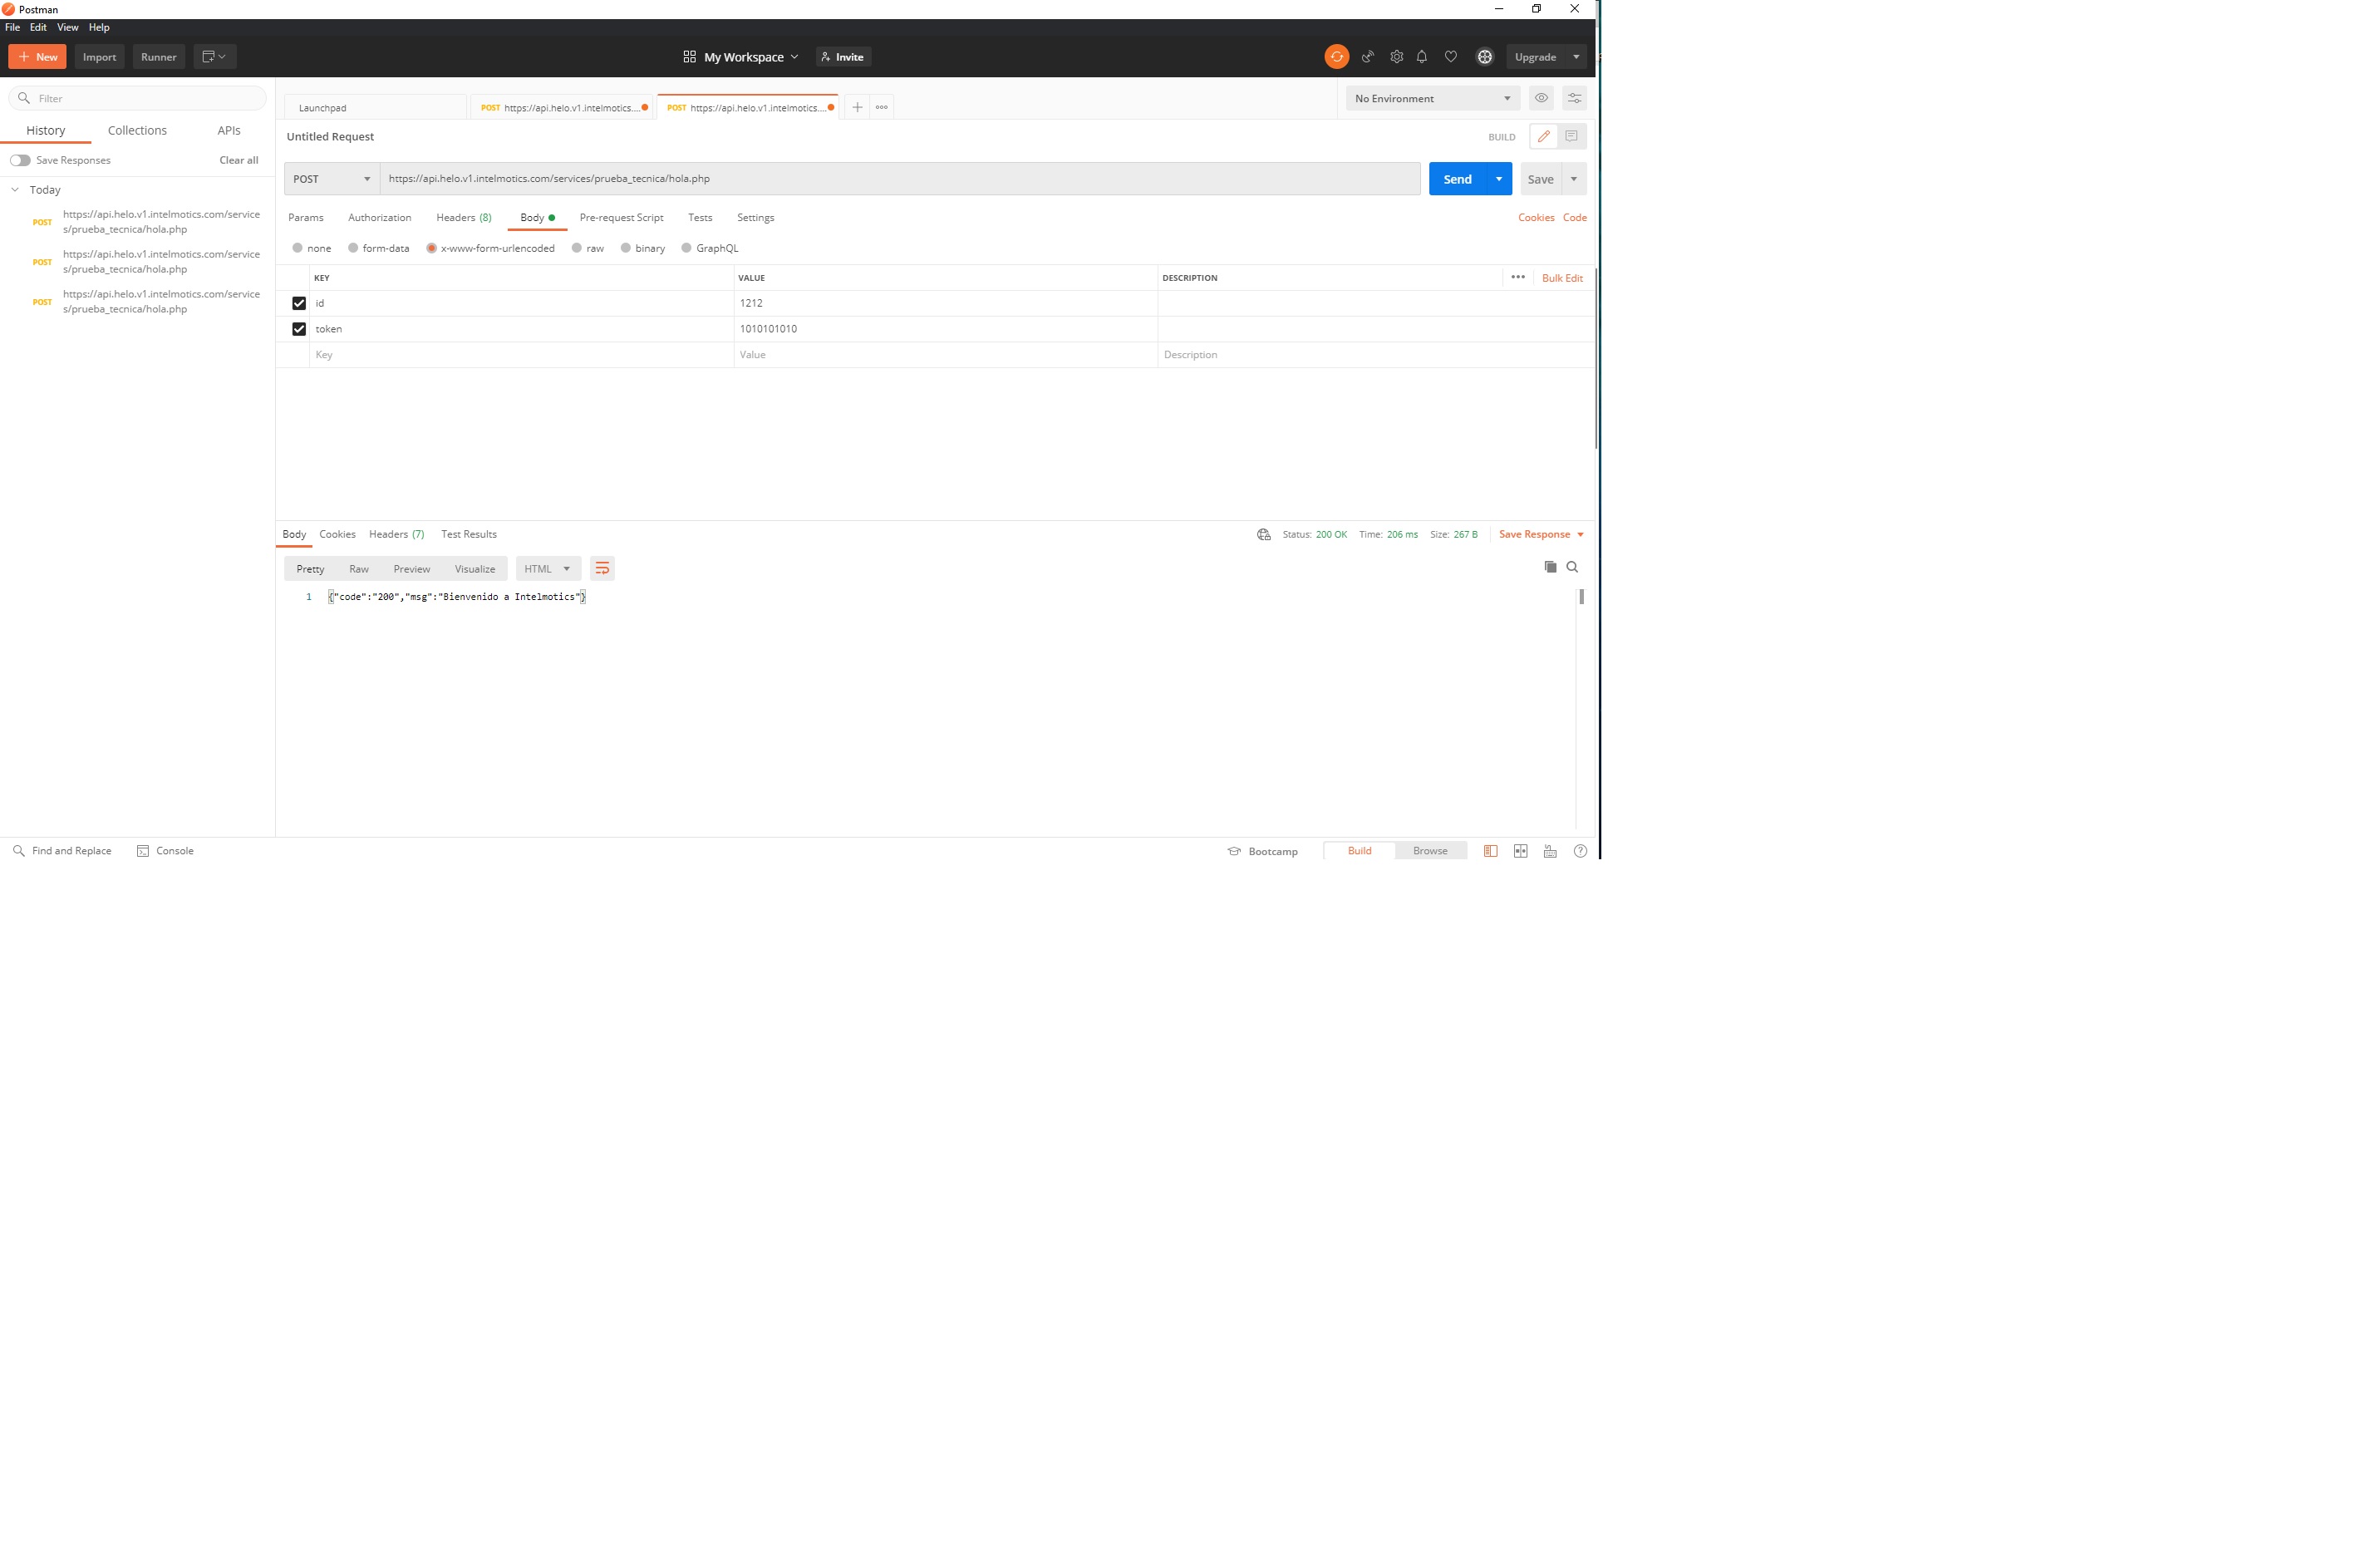 Postman
File Edit View Help
New Import Runner My Workspace Invite Upgrade
Filter
History Collections APIs
Save Responses Clear all
Today
POST https://api.helo.v1.intelmotics.com/service
s/prueba_tecnica/hola.php
POST https://api.helo.v1.intelmotics.com/service
s/prueba_tecnica/hola.php
POST https://api.helo.v1.intelmotics.com/service
s/prueba_tecnica/hola.php
Launchpad POST https://api.helo.v1.intelmotics.... POST https://api.helo.v1.intelmotics.... No Environment
Untitled Request BUILD
POST https://api.helo.v1.intelmotics.com/services/prueba_tecnica/hola.php Send Save
Params Authorization Headers (8) Body Pre-request Script Tests Settings Cookies Code
none form-data x-www-form-urlencoded raw binary GraphQL
KEY VALUE DESCRIPTION Bulk Edit
id 1212
token 1010101010
Key Value Description
Body Cookies Headers (7) Test Results Status: 200 OK Time: 206 ms Size: 267 B Save Response
Pretty Raw Preview Visualize HTML
1 {"code":"200","msg":"Bienvenido a Intelmotics"}
Find and Replace Console Bootcamp Build Browse